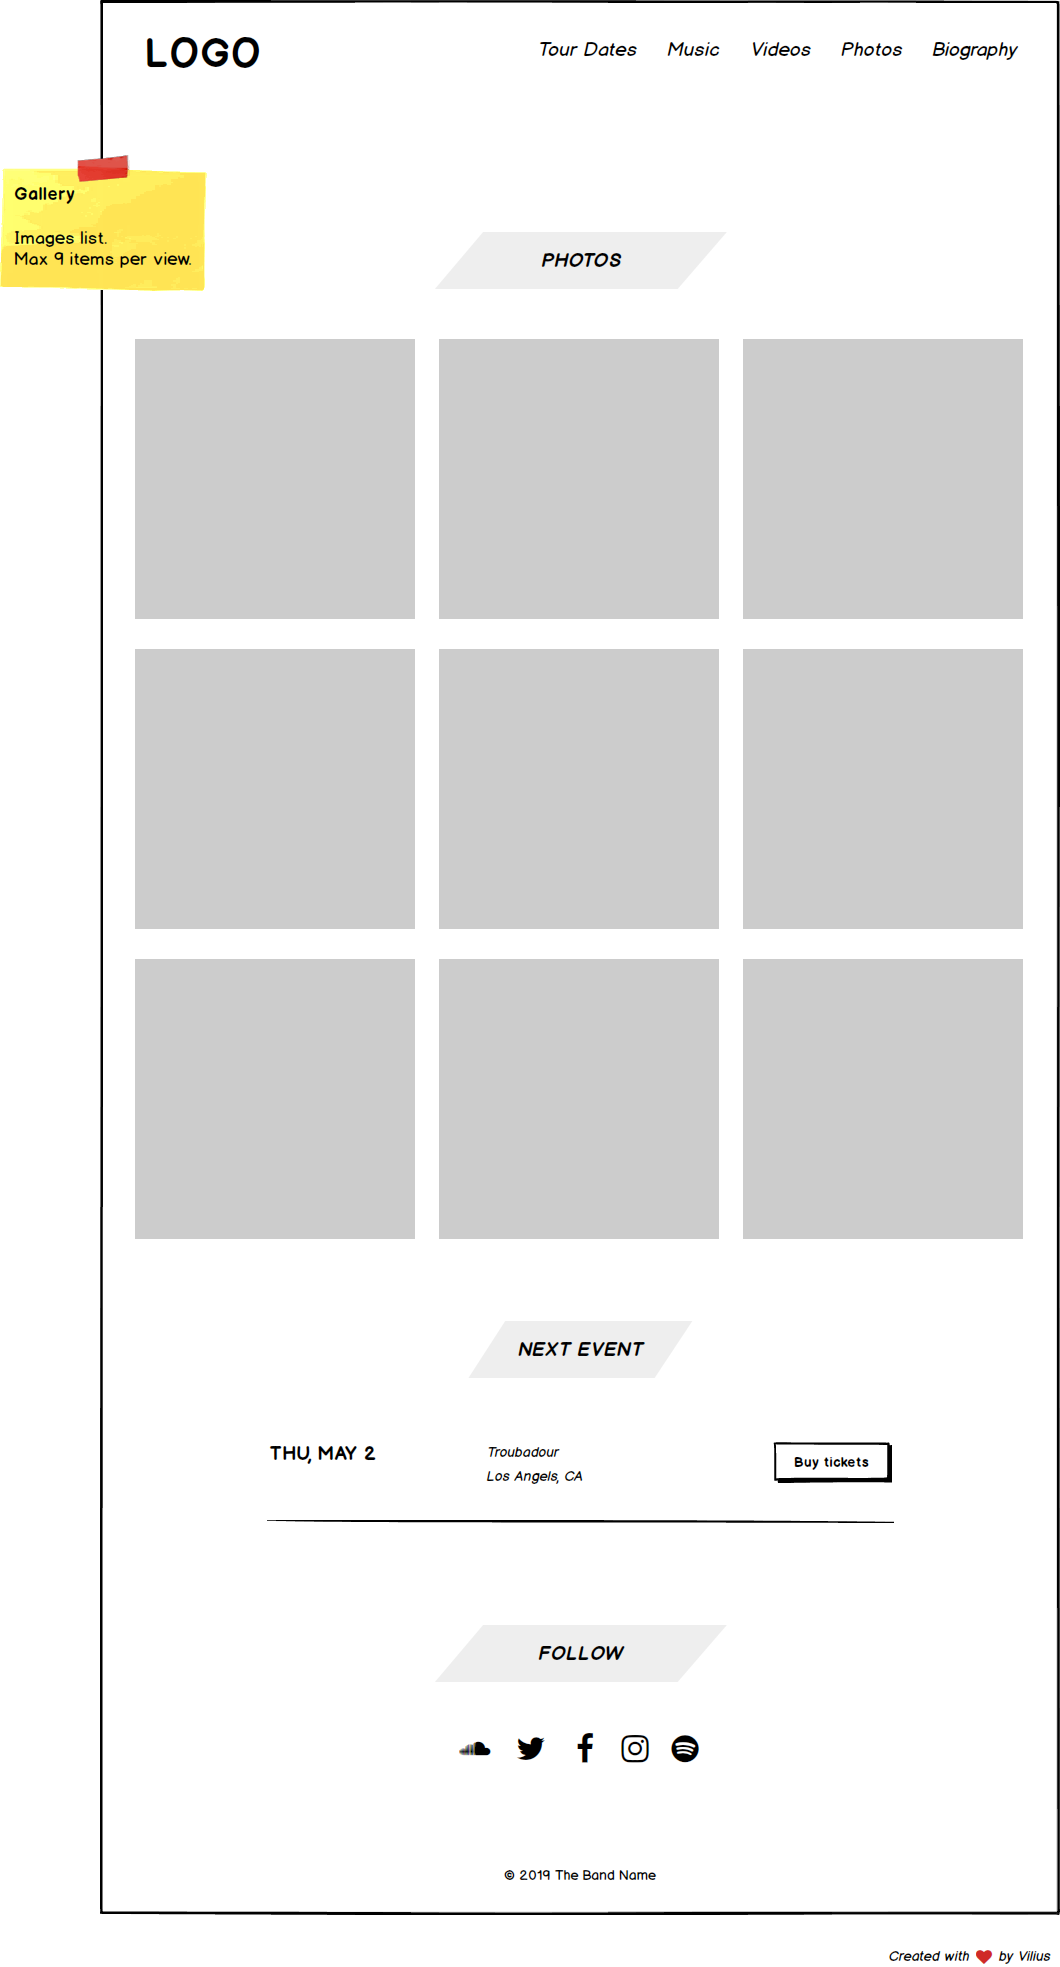 LOGO
Tour Dates Music Videos Photos Biography
Gallery
Images list.
Max 9 items per view.
PHOTOS
NEXT EVENT
THU, MAY 2
Troubadour
Los Angels, CA
Buy tickets
FOLLOW
© 2019 The Band Name
Created with ❤ by Vilius